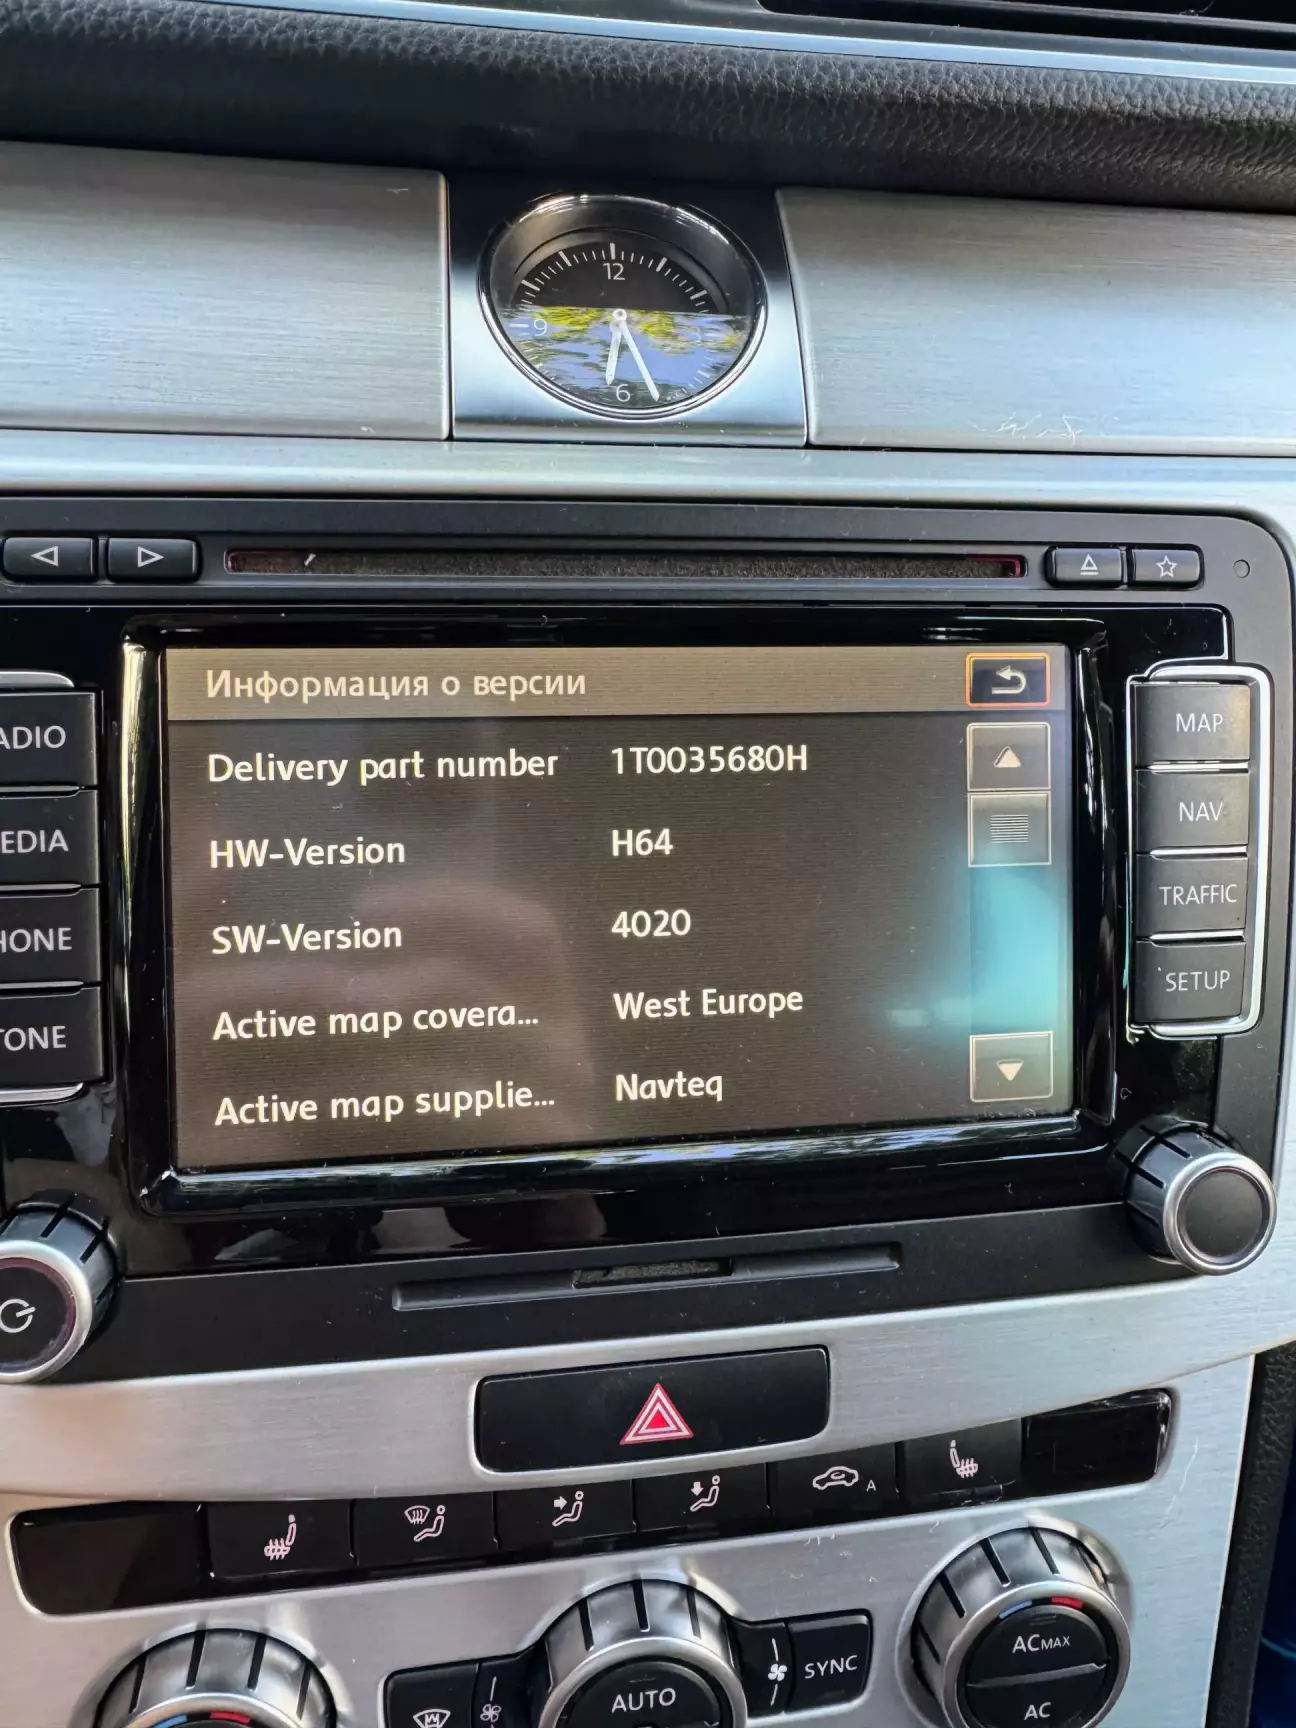 12
9
6
Информация о версии
Delivery part number 1T0035680H
HW-Version H64
SW-Version 4020
Active map covera... West Europe
Active map supplie... Navteq
ADIO
EDIA
HONE
TONE
MAP
NAV
TRAFFIC
SETUP
A
AUTO
SYNC
ACMAX
AC